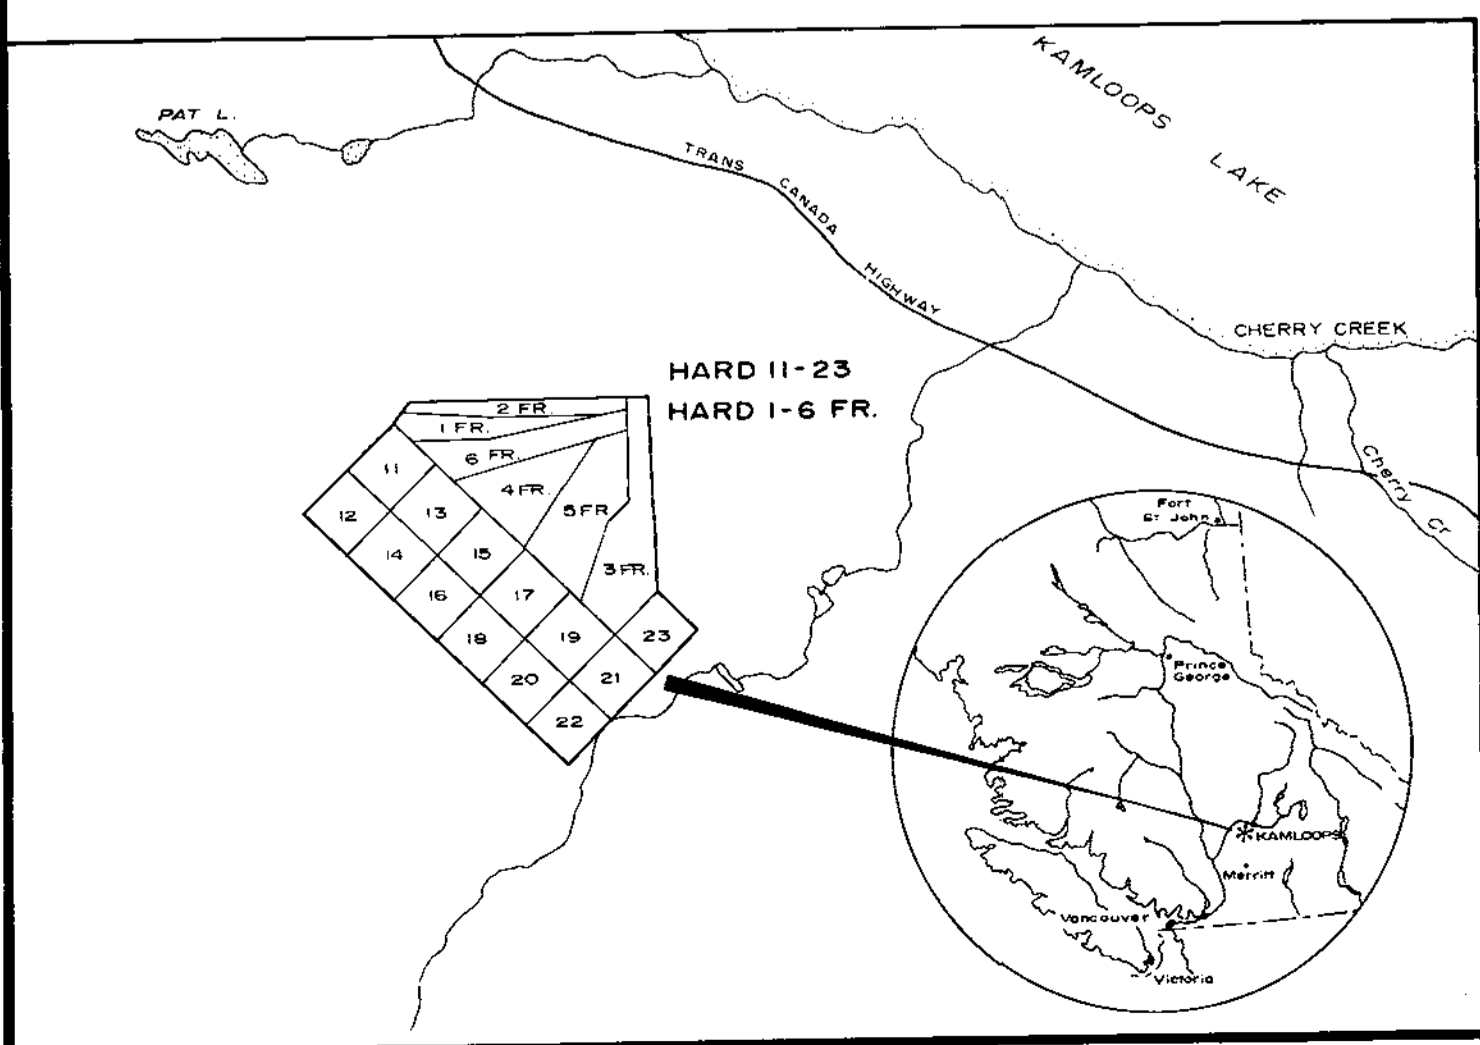 KAMLOOPS LAKE
PAT L.
TRANS CANADA HIGHWAY
CHERRY CREEK
HARD 11-23
HARD 1-6 FR.
2 FR.
1 FR.
6 FR.
4 FR.
5 FR
3 FR.
11
12
13
14
15
16
17
18
19
20
21
22
23
Cherry Cr
Fort
St John
Prince
George
KAMLOOPS
Merritt
Vancouver
Victoria